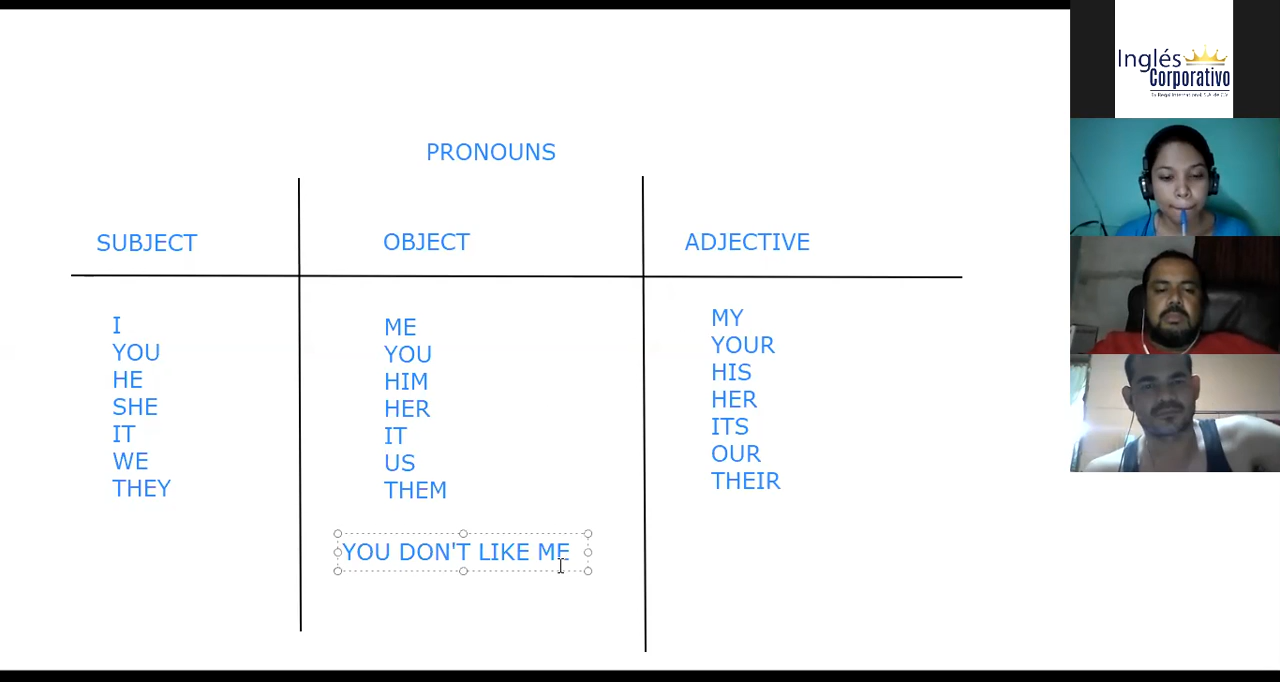 PRONOUNS
SUBJECT
OBJECT
ADJECTIVE
I
YOU
HE
SHE
IT
WE
THEY
ME
YOU
HIM
HER
IT
US
THEM
YOU DON'T LIKE ME
MY
YOUR
HIS
HER
ITS
OUR
THEIR
Inglés
Corporativo